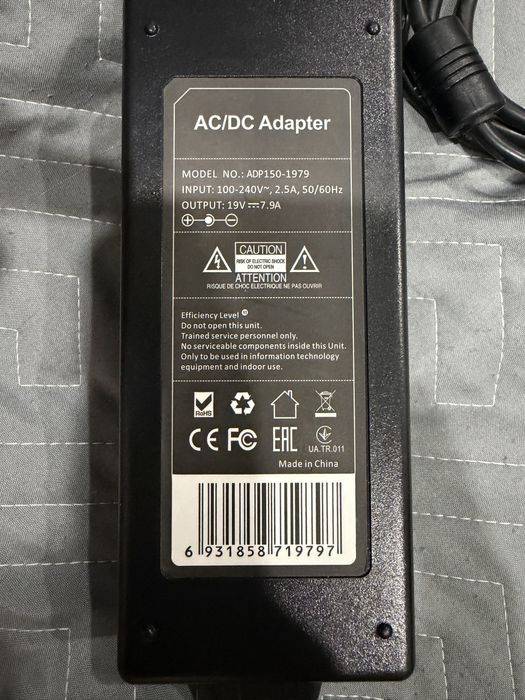 AC/DC Adapter
MODEL NO.: ADP150-1979
INPUT: 100-240V~, 2.5A, 50/60Hz
OUTPUT: 19V⎓7.9A
CAUTION
RISK OF ELECTRIC SHOCK
DO NOT OPEN
ATTENTION
RISQUE DE CHOC ELECTRIQUE NE PAS OUVRIR
Efficiency Level
Do not open this unit.
Trained service personnel only.
No serviceable components inside this Unit.
Only to be used in information technology
equipment and indoor use.
RoHS
CE FC EAC UA.TR.011
Made in China
6 931858 719797